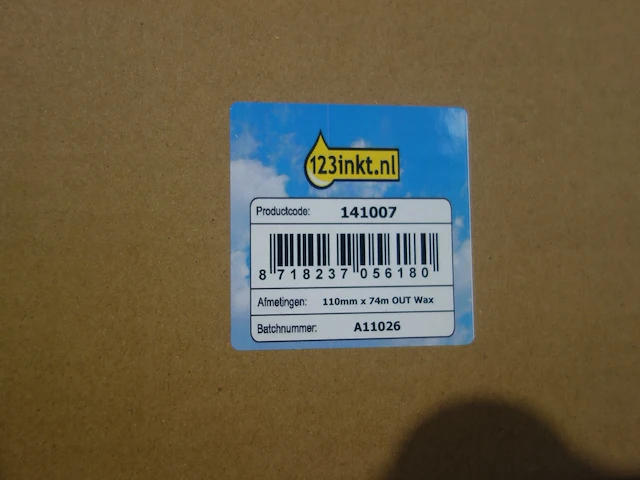 123inkt.nl
Productcode: 141007
8 718237 056180
Afmetingen: 110mm x 74m OUT Wax
Batchnummer: A11026